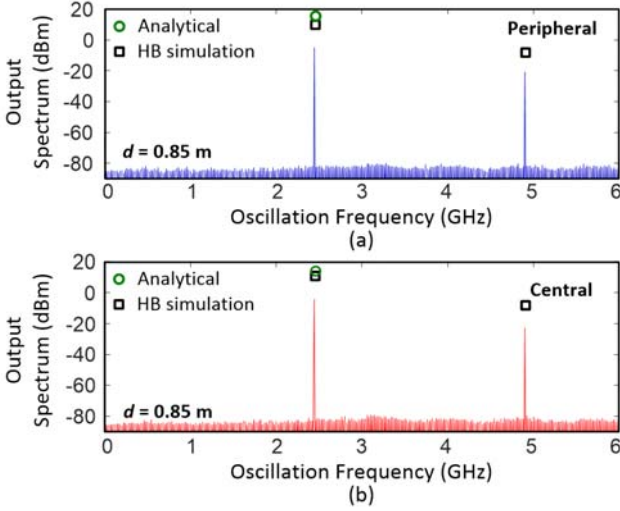 20
0
-20
-40
-60
-80
Output
Spectrum (dBm)
Analytical
HB simulation
Peripheral
d = 0.85 m
0 1 2 3 4 5 6
Oscillation Frequency (GHz)
(a)
20
0
-20
-40
-60
-80
Output
Spectrum (dBm)
Analytical
HB simulation
Central
d = 0.85 m
0 1 2 3 4 5 6
Oscillation Frequency (GHz)
(b)